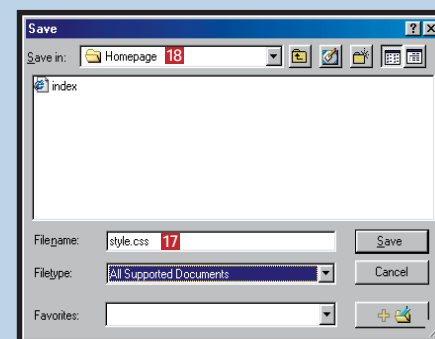 Save
Save in: Homepage 18
index
Filename: style.css 17 Save
Filetype: All Supported Documents Cancel
Favorites: